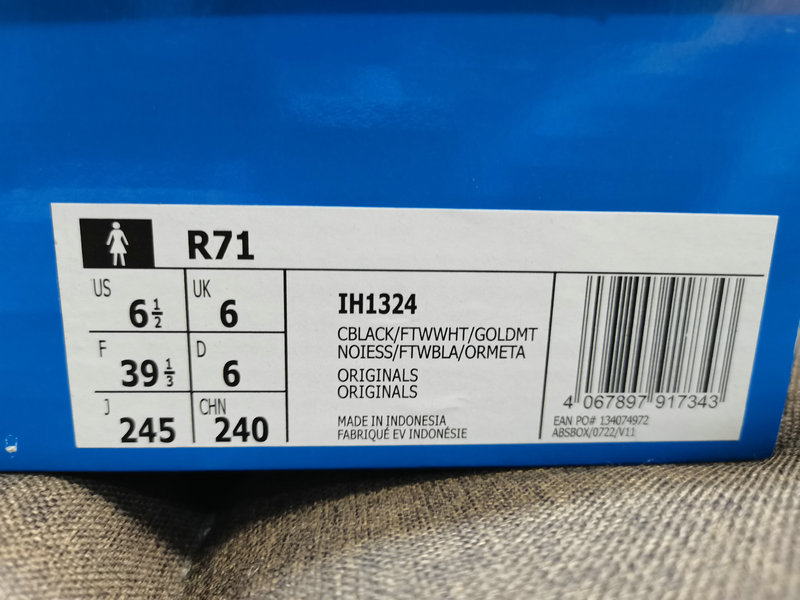 R71
US 6½ UK 6
F 39⅓ D 6
J 245 CHN 240
IH1324
CBLACK/FTWWHT/GOLDMT
NOIESS/FTWBLA/ORMETA
ORIGINALS
ORIGINALS
MADE IN INDONESIA
FABRIQUÉ EV INDONÉSIE
4 067897 917343
EAN PO# 134074972
ABSBOX/0722/V11